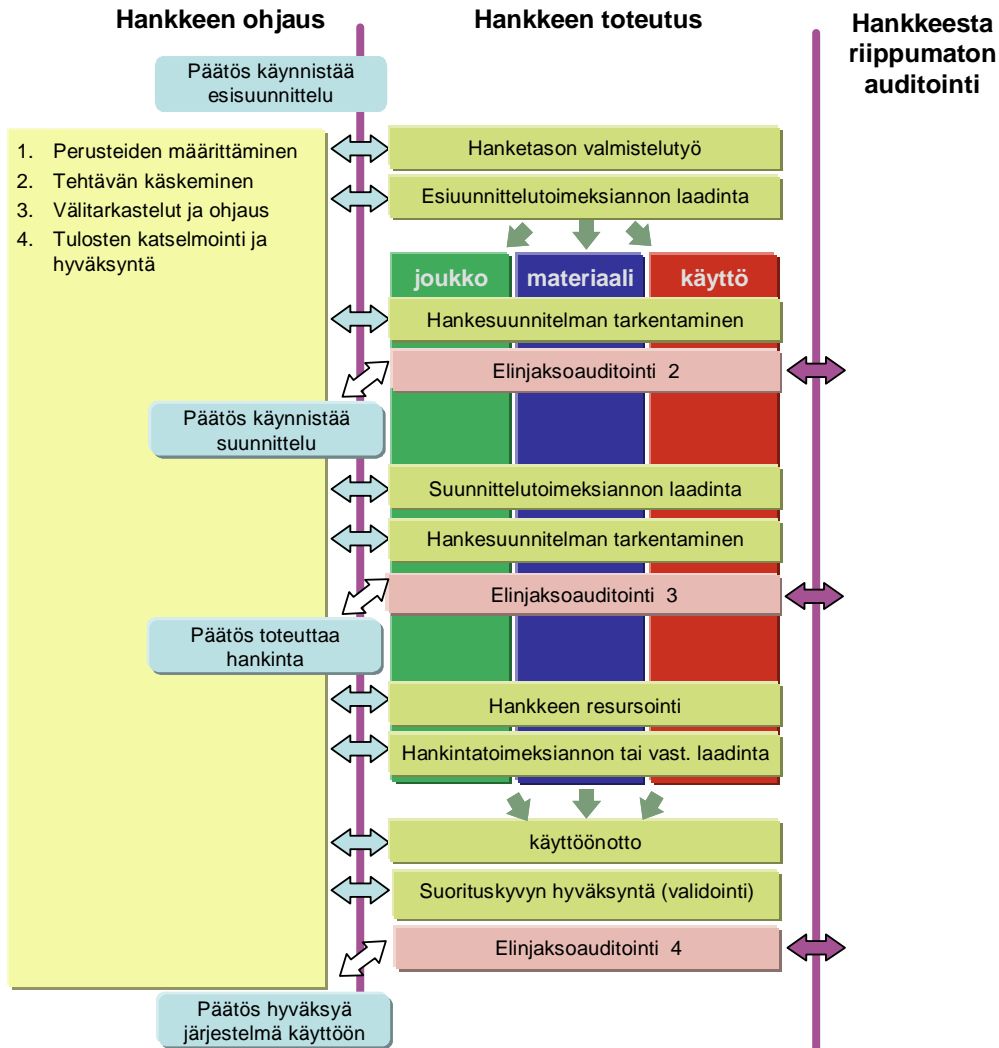 Hankkeen ohjaus
Hankkeen toteutus
Hankkeesta
riippumaton
auditointi
Päätös käynnistää
esisuunnittelu
1. Perusteiden määrittäminen
2. Tehtävän käskeminen
3. Välitarkastelut ja ohjaus
4. Tulosten katselmointi ja
hyväksyntä
Hanketason valmistelutyö
Esiuunnittelutoimeksiannon laadinta
joukko
materiaali
käyttö
Hankesuunnitelman tarkentaminen
Elinjaksoauditointi 2
Päätös käynnistää
suunnittelu
Suunnittelutoimeksiannon laadinta
Hankesuunnitelman tarkentaminen
Elinjaksoauditointi 3
Päätös toteuttaa
hankinta
Hankkeen resursointi
Hankintatoimeksiannon tai vast. laadinta
käyttöönotto
Suorituskyvyn hyväksyntä (validointi)
Elinjaksoauditointi 4
Päätös hyväksyä
järjestelmä käyttöön